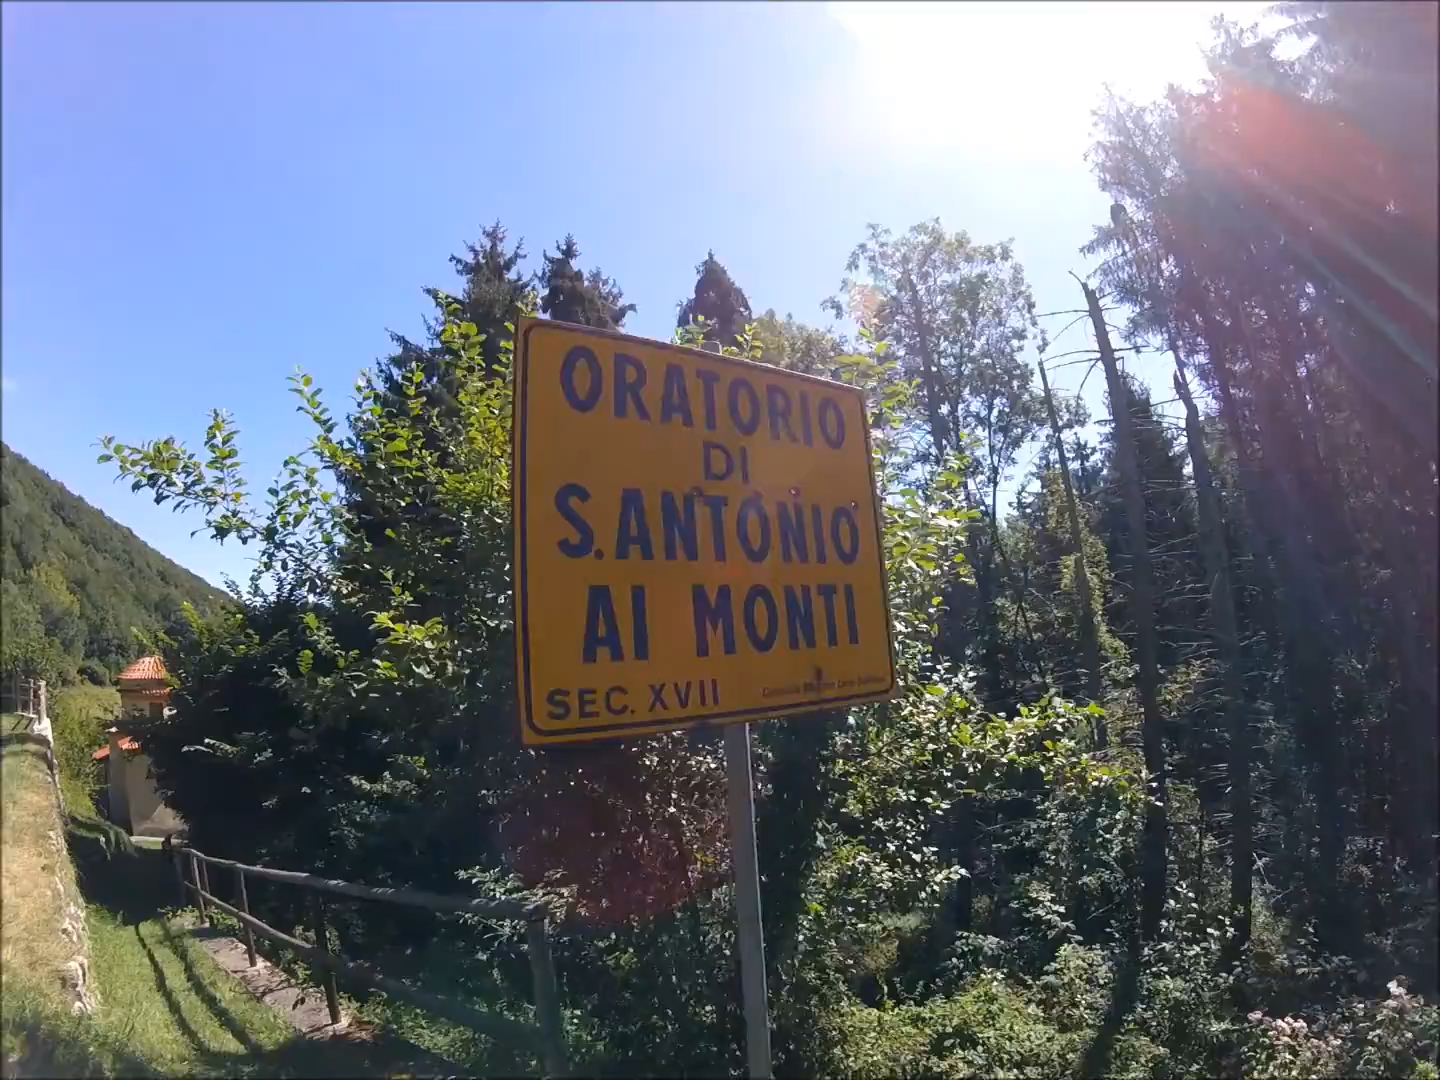 ORATORIO
DI
S. ANTONIO
AI MONTI
SEC. XVII